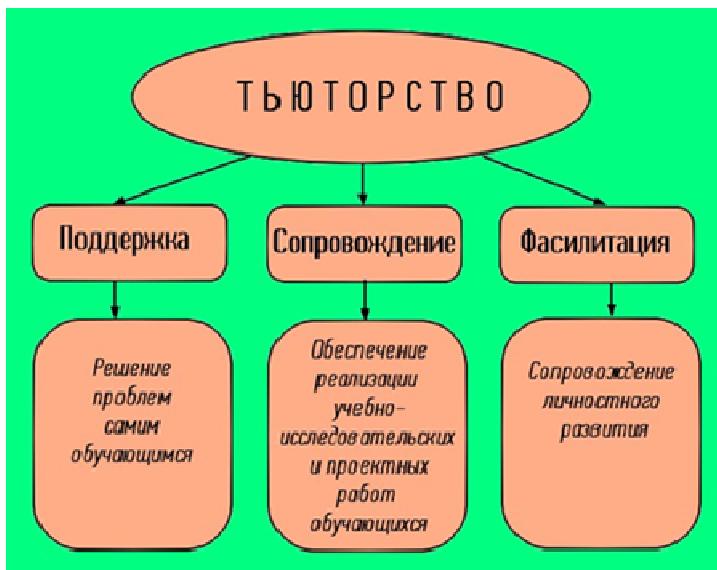 ТЬЮТОРСТВО
Поддержка
Сопровождение
Фасилитация
Решение
проблем
самим
обучающимся
Обеспечение
реализации
учебно-
исследовательских
и проектных
работ
обучающихся
Сопровождение
личностного
развития